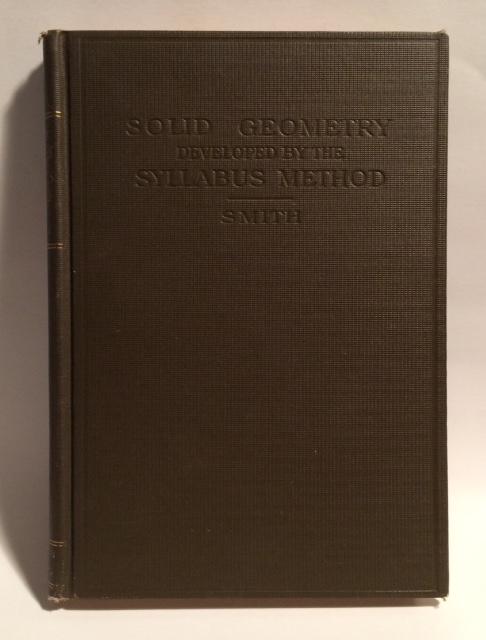 SOLID GEOMETRY
DEVELOPED BY THE
SYLLABUS METHOD
SMITH